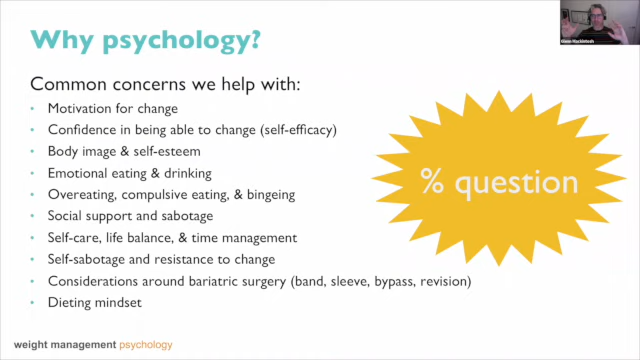 Why psychology?
Common concerns we help with:
• Motivation for change
• Confidence in being able to change (self-efficacy)
• Body image & self-esteem
• Emotional eating & drinking
• Overeating, compulsive eating, & bingeing
• Social support and sabotage
• Self-care, life balance, & time management
• Self-sabotage and resistance to change
• Considerations around bariatric surgery (band, sleeve, bypass, revision)
• Dieting mindset
% question
weight management psychology
Glenn Mackintosh